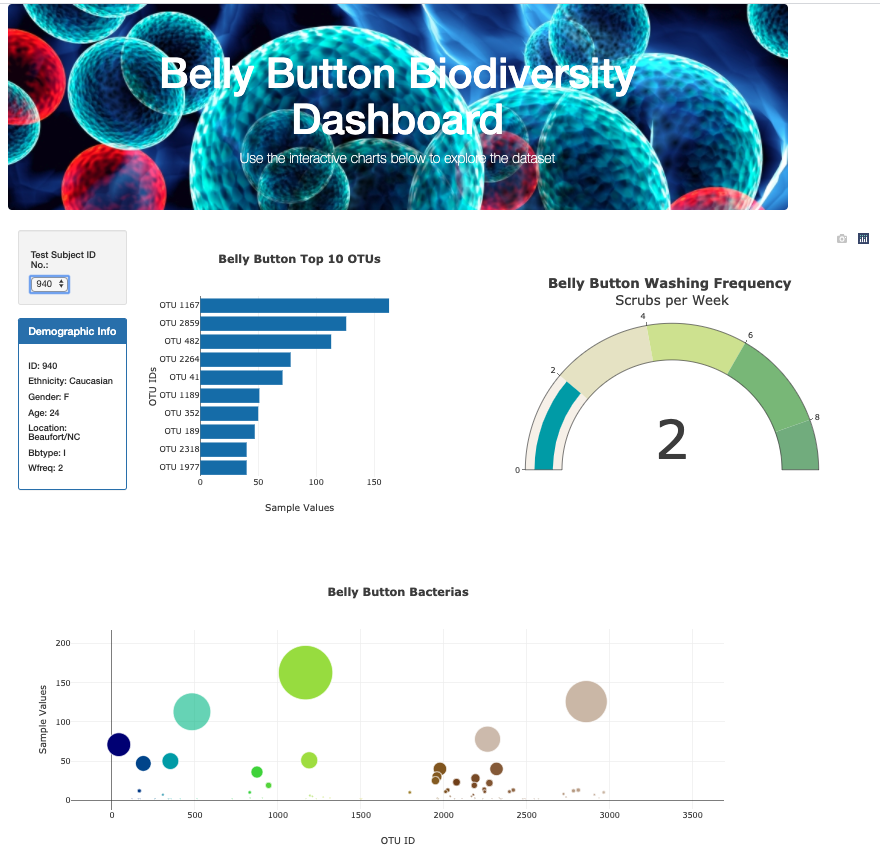 Belly Button Biodiversity
Dashboard
Use the interactive charts below to explore the dataset
Test Subject ID
No.:
940
Demographic Info
ID: 940
Ethnicity: Caucasian
Gender: F
Age: 24
Location:
Beaufort/NC
Bbtype: I
Wfreq: 2
Belly Button Top 10 OTUs
OTU IDs
OTU 1167
OTU 2859
OTU 482
OTU 2264
OTU 41
OTU 1189
OTU 352
OTU 189
OTU 2318
OTU 1977
0 50 100 150
Sample Values
Belly Button Washing Frequency
Scrubs per Week
0 2 4 6 8
2
Belly Button Bacterias
Sample Values
200
150
100
50
0
0 500 1000 1500 2000 2500 3000 3500
OTU ID